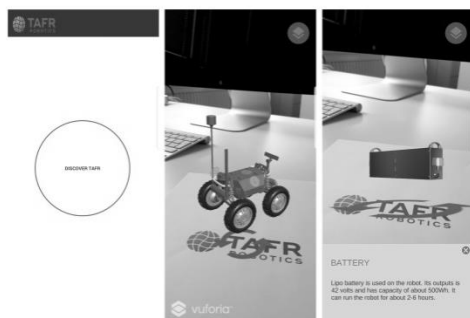 TAFR
ROBOTICS
DISCOVER TAFR
TAFR
ROBOTICS
vuforia
TAFR
ROBOTICS
BATTERY
Lipo battery is used on the robot. Its outputs is
42 volts and has capacity of about 500Wh. It
can run the robot for about 2-6 hours.